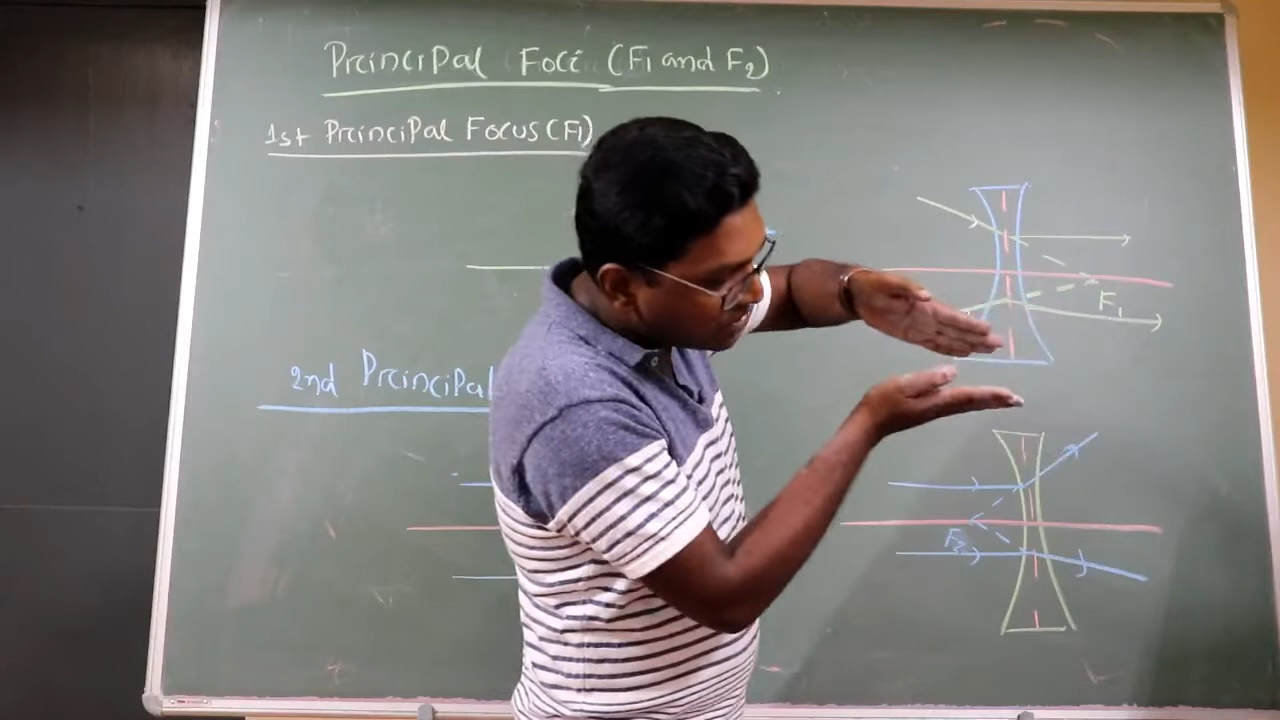 Principal Foci (F1 and F2)
1st Principal Focus (F1)
F1
2nd Principal
F2